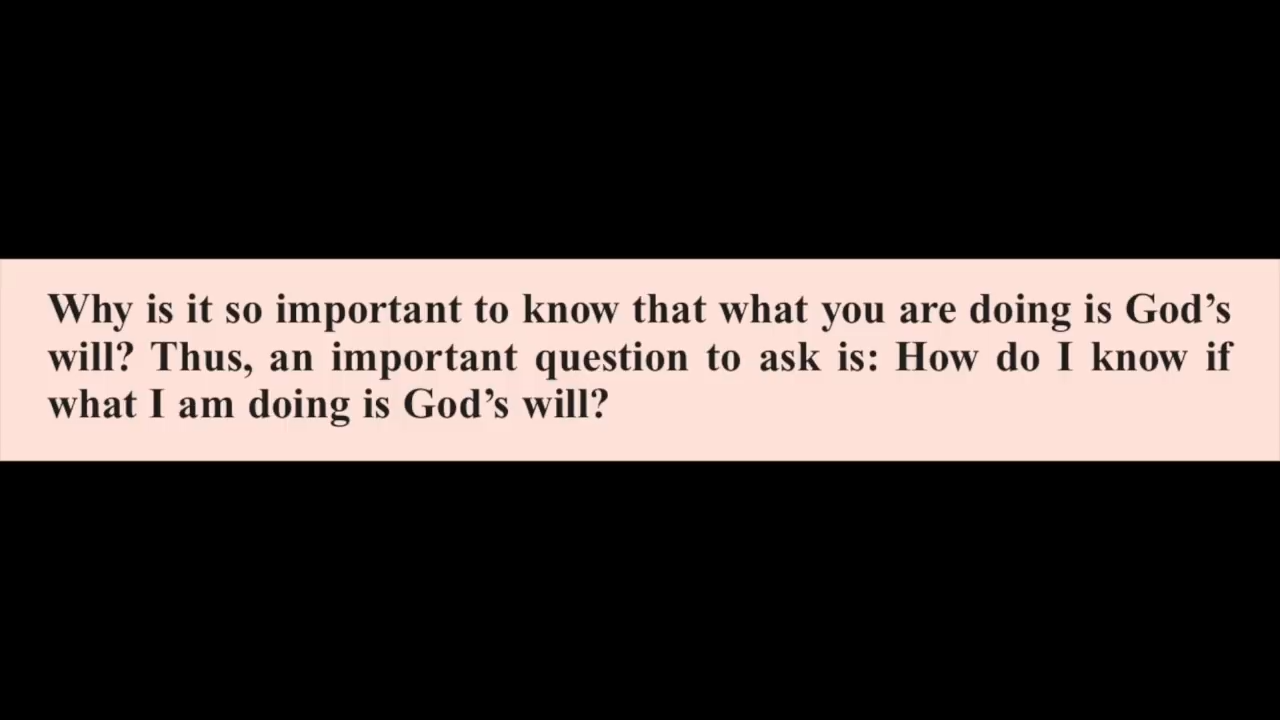 Why is it so important to know that what you are doing is God’s
will? Thus, an important question to ask is: How do I know if
what I am doing is God’s will?